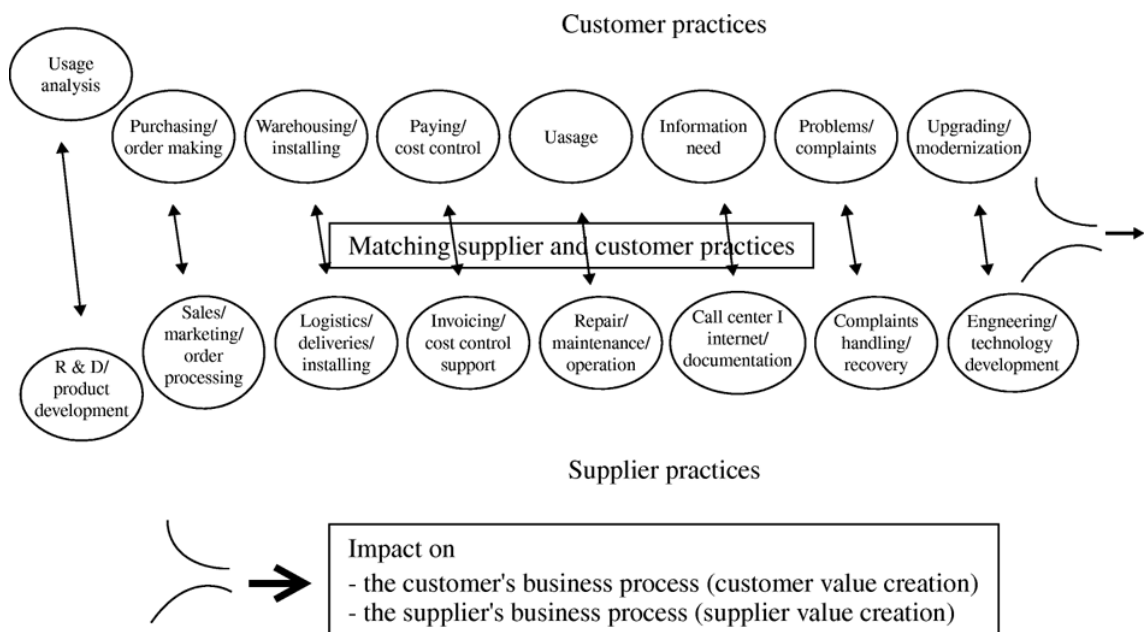 Customer practices
Usage
analysis
Purchasing/
order making
Warehousing/
installing
Paying/
cost control
Uasage
Information
need
Problems/
complaints
Upgrading/
modernization
Matching supplier and customer practices
R & D/
product
development
Sales/
marketing/
order
processing
Logistics/
deliveries/
installing
Invoicing/
cost control
support
Repair/
maintenance/
operation
Call center I
internet/
documentation
Complaints
handling/
recovery
Engneering/
technology
development
Supplier practices
Impact on
- the customer's business process (customer value creation)
- the supplier's business process (supplier value creation)